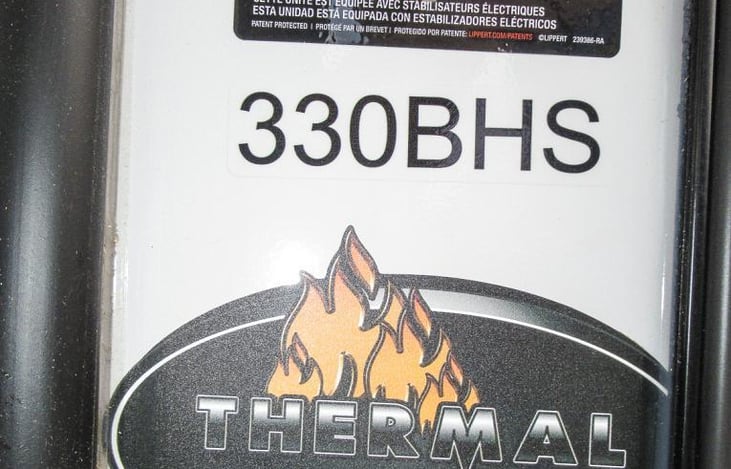 CETTE UNITÉ EST ÉQUIPÉE AVEC STABILISATEURS ÉLECTRIQUES
ESTA UNIDAD ESTÁ EQUIPADA CON ESTABILIZADORES ELÉCTRICOS
PATENT PROTECTED | PROTÉGÉ PAR UN BREVET | PROTEGIDO POR PATENTE: LIPPERT.COM/PATENTS ©LIPPERT 239386-RA
330BHS
THERMAL